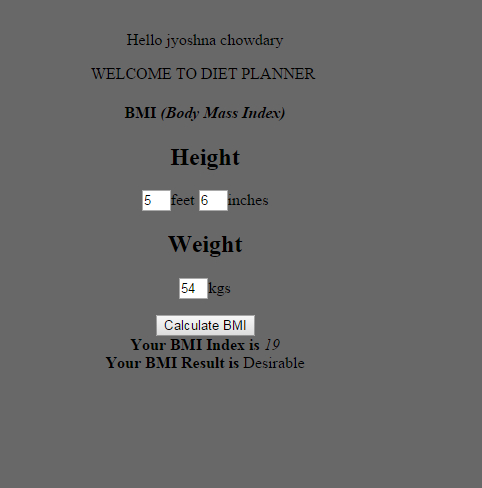 Hello jyoshna chowdary
WELCOME TO DIET PLANNER
BMI (Body Mass Index)
Height
5 feet 6 inches
Weight
54 kgs
Calculate BMI
Your BMI Index is 19
Your BMI Result is Desirable